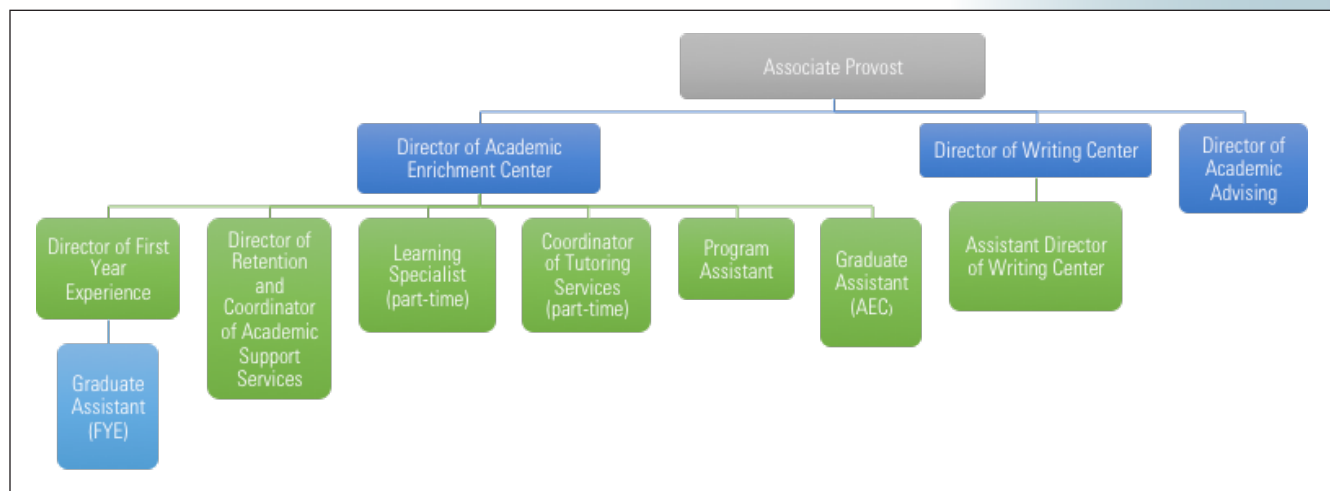 Associate Provost
Director of Academic
Enrichment Center
Director of Writing Center
Director of
Academic
Advising
Director of First
Year
Experience
Director of
Retention
and
Coordinator
of Academic
Support
Services
Learning
Specialist
(part-time)
Coordinator
of Tutoring
Services
(part-time)
Program
Assistant
Graduate
Assistant
(AEC)
Assistant Director
of Writing Center
Graduate
Assistant
(FYE)